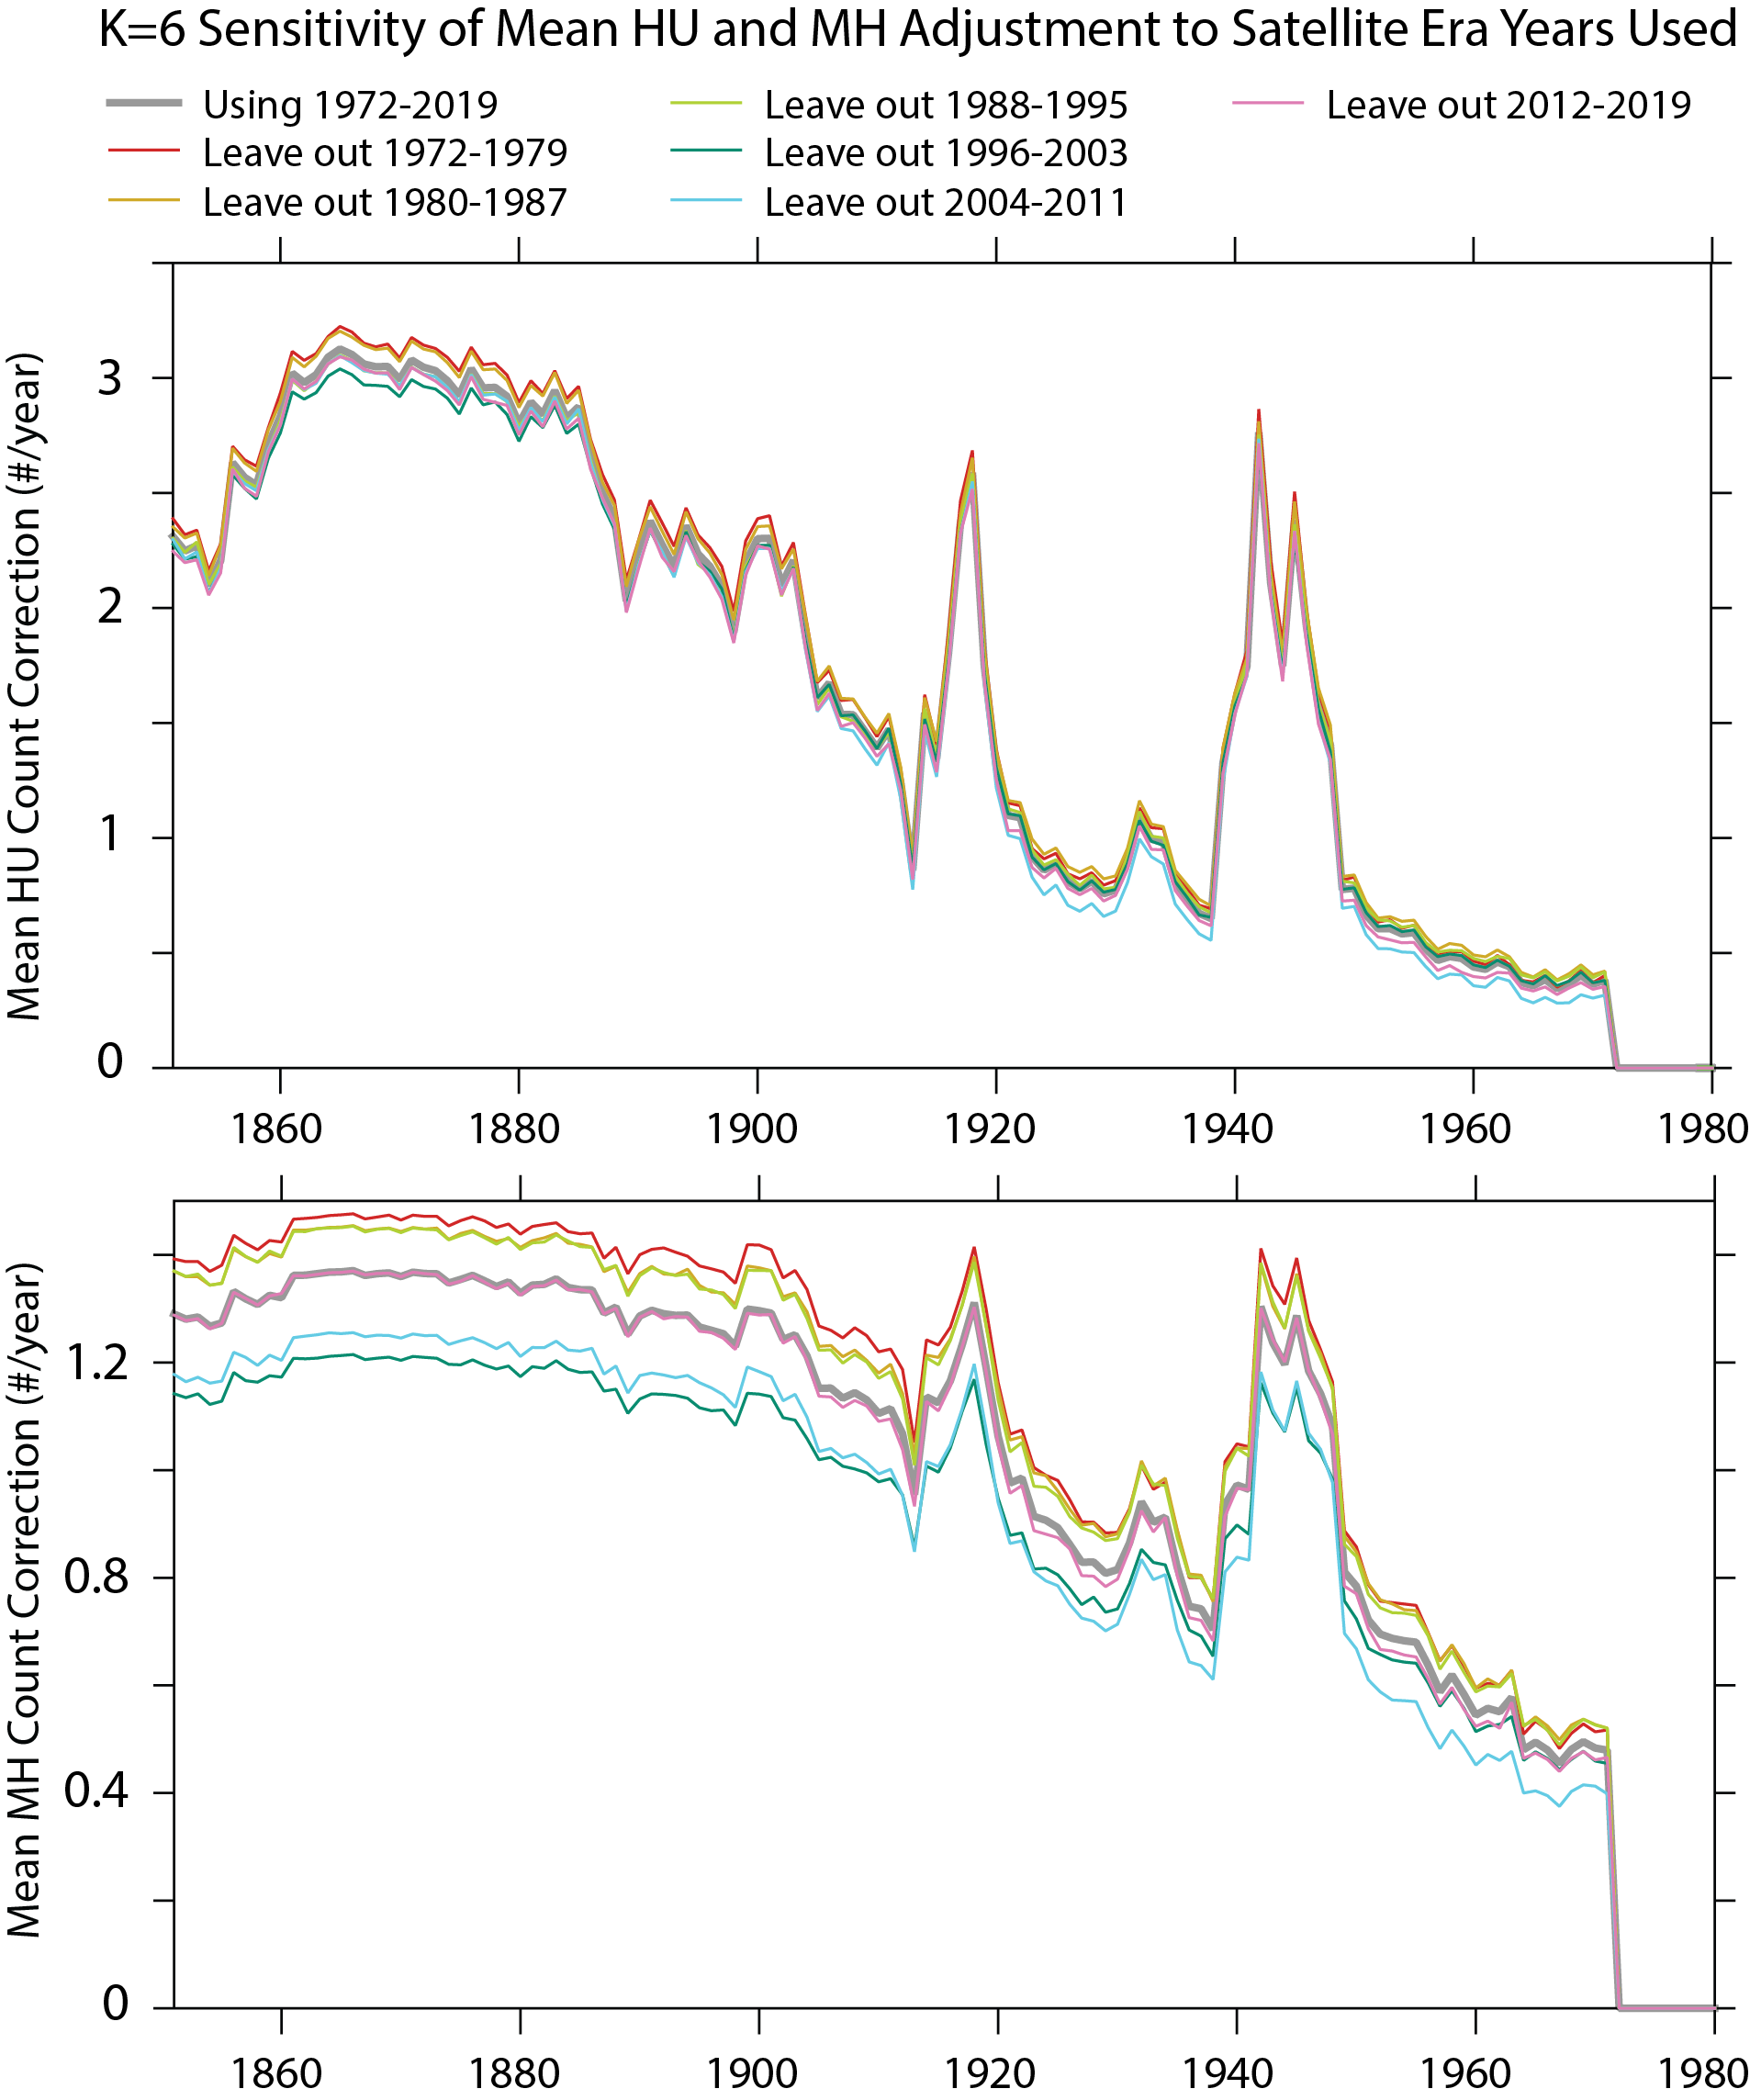 K=6 Sensitivity of Mean HU and MH Adjustment to Satellite Era Years Used
Using 1972-2019
Leave out 1972-1979
Leave out 1980-1987
Leave out 1988-1995
Leave out 1996-2003
Leave out 2004-2011
Leave out 2012-2019
Mean HU Count Correction (#/year)
3
2
1
0
1860 1880 1900 1920 1940 1960 1980
Mean MH Count Correction (#/year)
1.2
0.8
0.4
0
1860 1880 1900 1920 1940 1960 1980